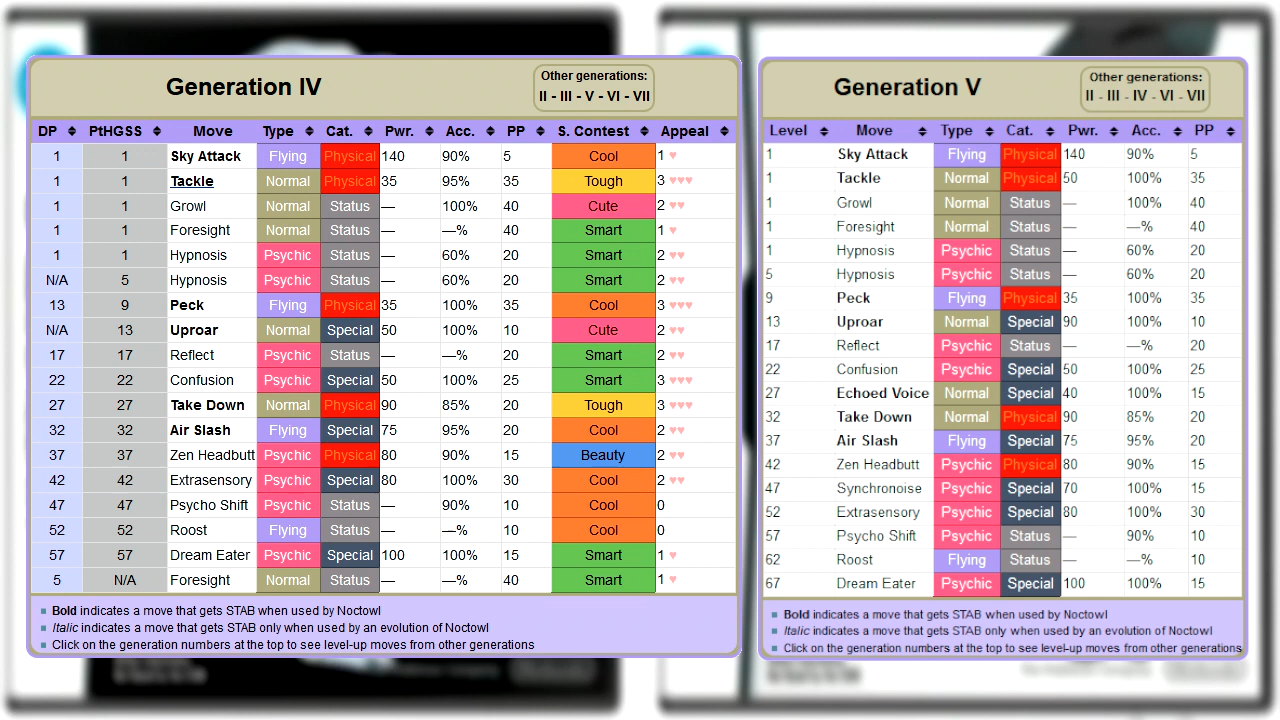 Generation IV
Other generations:
II - III - V - VI - VII
DP PtHGSS Move Type Cat. Pwr. Acc. PP S. Contest Appeal
1 1 Sky Attack Flying Physical 140 90% 5 Cool 1 ♥
1 1 Tackle Normal Physical 35 95% 35 Tough 3 ♥♥♥
1 1 Growl Normal Status — 100% 40 Cute 2 ♥♥
1 1 Foresight Normal Status — —% 40 Smart 1 ♥
1 1 Hypnosis Psychic Status — 60% 20 Smart 2 ♥♥
N/A 5 Hypnosis Psychic Status — 60% 20 Smart 2 ♥♥
13 9 Peck Flying Physical 35 100% 35 Cool 3 ♥♥♥
N/A 13 Uproar Normal Special 50 100% 10 Cute 2 ♥♥
17 17 Reflect Psychic Status — —% 20 Smart 2 ♥♥
22 22 Confusion Psychic Special 50 100% 25 Smart 3 ♥♥♥
27 27 Take Down Normal Physical 90 85% 20 Tough 3 ♥♥♥
32 32 Air Slash Flying Special 75 95% 20 Cool 2 ♥♥
37 37 Zen Headbutt Psychic Physical 80 90% 15 Beauty 2 ♥♥
42 42 Extrasensory Psychic Special 80 100% 30 Cool 2 ♥♥
47 47 Psycho Shift Psychic Status — 90% 10 Cool 0
52 52 Roost Flying Status — —% 10 Cool 0
57 57 Dream Eater Psychic Special 100 100% 15 Smart 1 ♥
5 N/A Foresight Normal Status — —% 40 Smart 1 ♥
Bold indicates a move that gets STAB when used by Noctowl
Italic indicates a move that gets STAB only when used by an evolution of Noctowl
Click on the generation numbers at the top to see level-up moves from other generations
Generation V
Other generations:
II - III - IV - VI - VII
Level Move Type Cat. Pwr. Acc. PP
1 Sky Attack Flying Physical 140 90% 5
1 Tackle Normal Physical 50 100% 35
1 Growl Normal Status — 100% 40
1 Foresight Normal Status — —% 40
1 Hypnosis Psychic Status — 60% 20
5 Hypnosis Psychic Status — 60% 20
9 Peck Flying Physical 35 100% 35
13 Uproar Normal Special 90 100% 10
17 Reflect Psychic Status — —% 20
22 Confusion Psychic Special 50 100% 25
27 Echoed Voice Normal Special 40 100% 15
32 Take Down Normal Physical 90 85% 20
37 Air Slash Flying Special 75 95% 20
42 Zen Headbutt Psychic Physical 80 90% 15
47 Synchronoise Psychic Special 70 100% 15
52 Extrasensory Psychic Special 80 100% 30
57 Psycho Shift Psychic Status — 90% 10
62 Roost Flying Status — —% 10
67 Dream Eater Psychic Special 100 100% 15
Bold indicates a move that gets STAB when used by Noctowl
Italic indicates a move that gets STAB only when used by an evolution of Noctowl
Click on the generation numbers at the top to see level-up moves from other generations